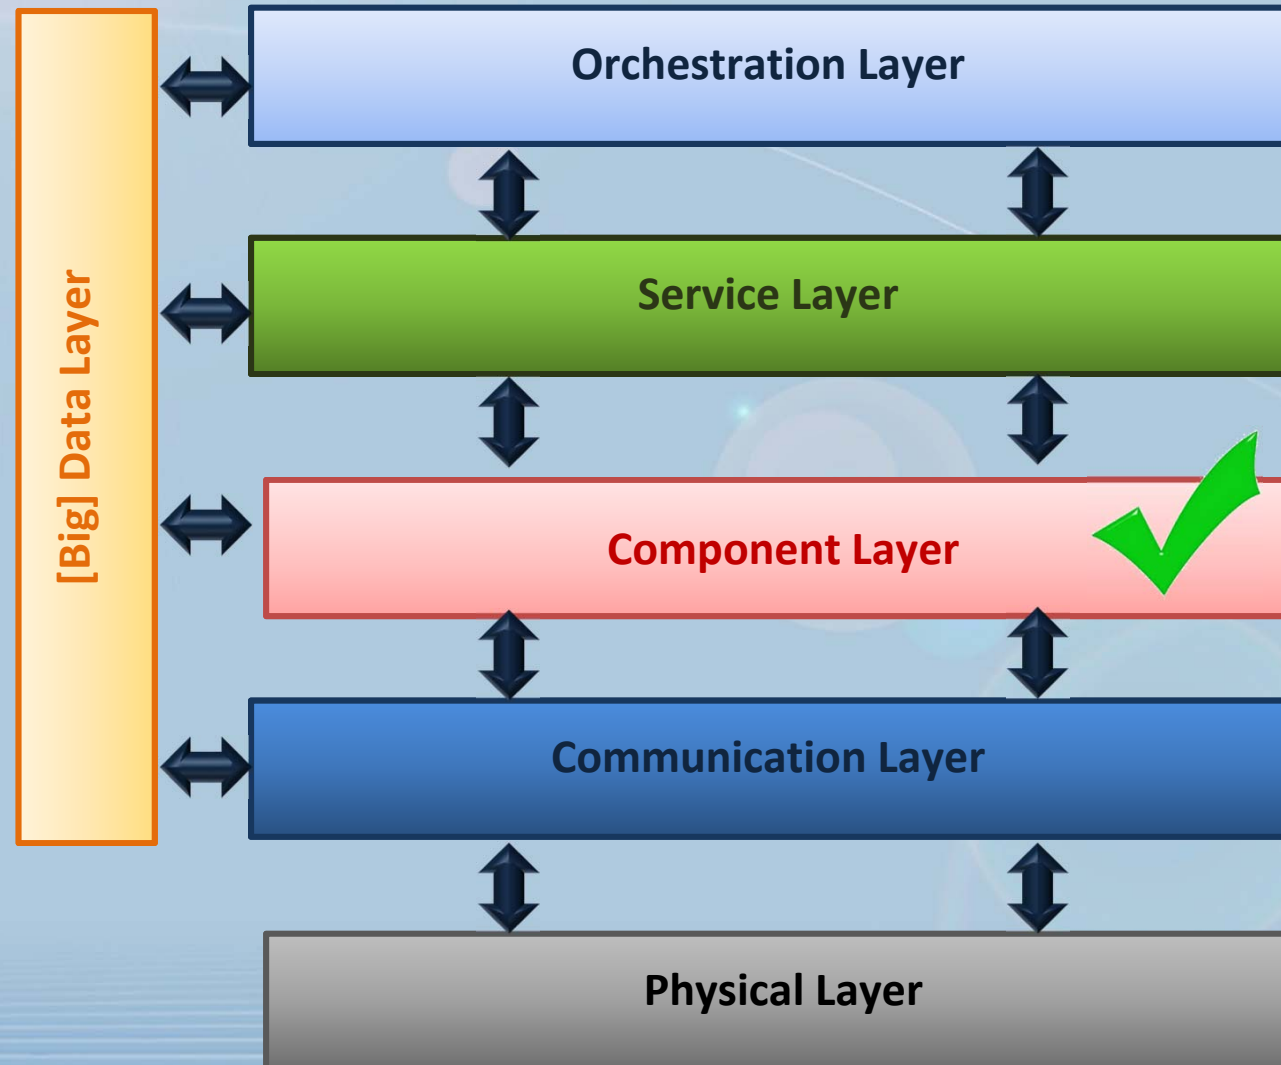 Orchestration Layer
Service Layer
[Big] Data Layer
Component Layer
Communication Layer
Physical Layer